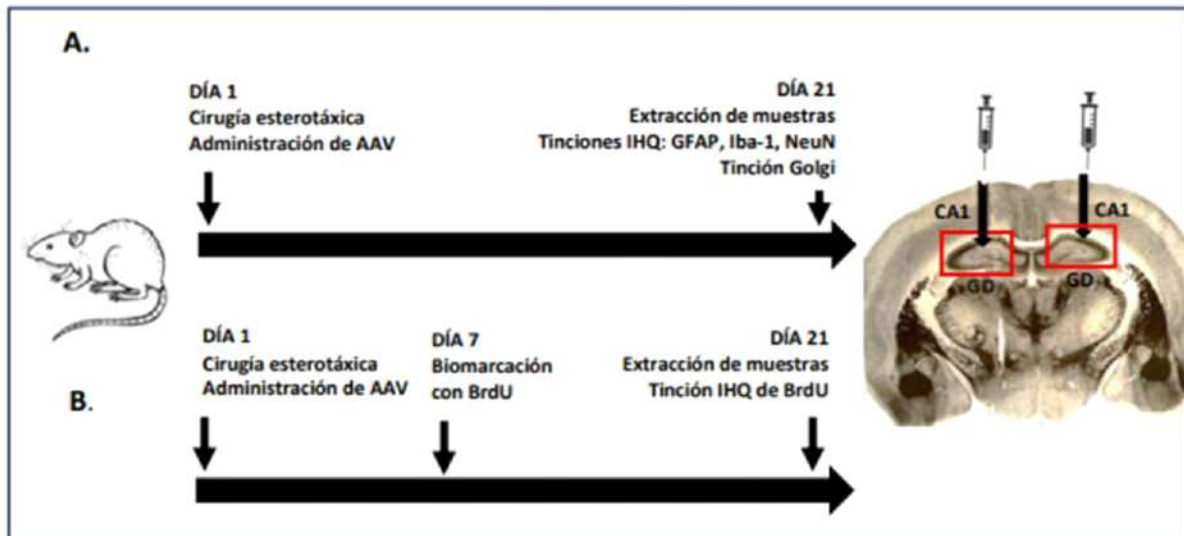 A.
DÍA 1
Cirugía esterotáxica
Administración de AAV
DÍA 21
Extracción de muestras
Tinciones IHQ: GFAP, Iba-1, NeuN
Tinción Golgi
CA1
CA1
GD
GD
B.
DÍA 1
Cirugía esterotáxica
Administración de AAV
DÍA 7
Biomarcación
con BrdU
DÍA 21
Extracción de muestras
Tinción IHQ de BrdU